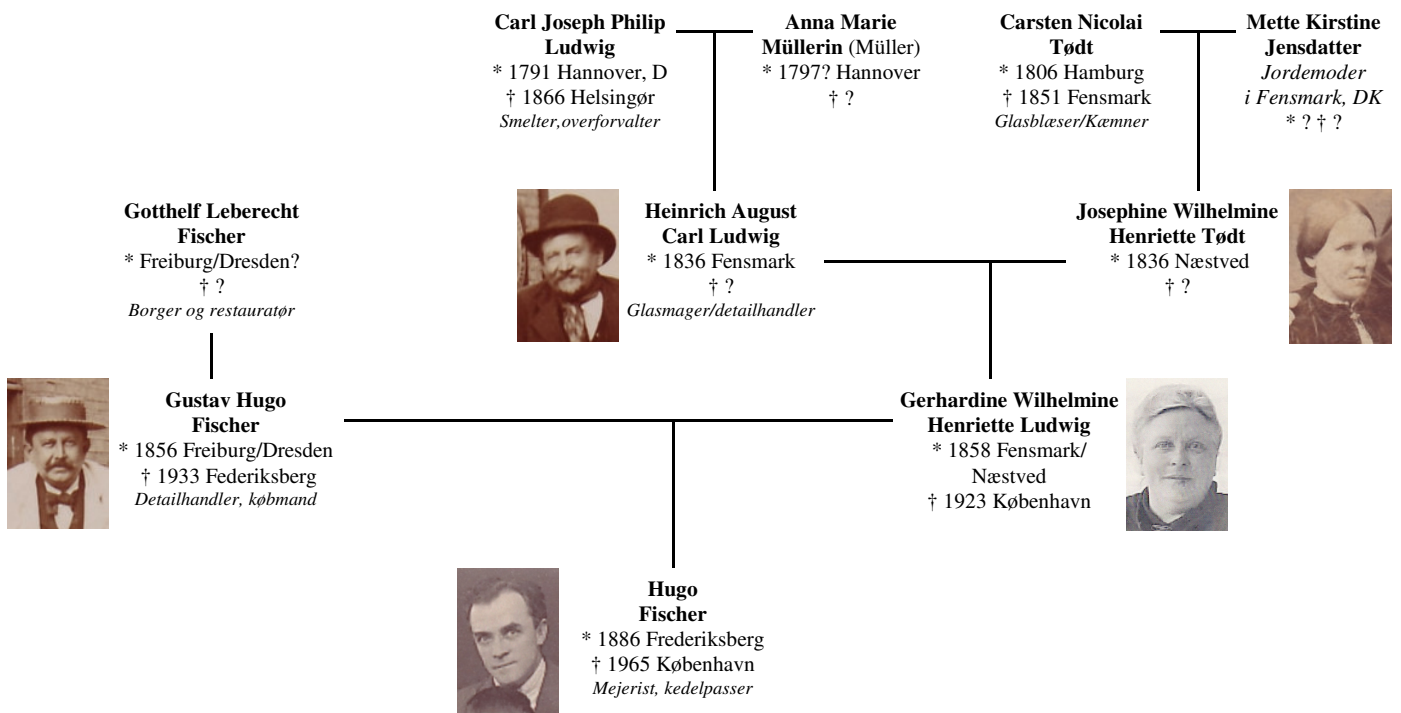 Carl Joseph Philip
Ludwig
* 1791 Hannover, D
† 1866 Helsingør
Smelter,overforvalter
Anna Marie
Müllerin (Müller)
* 1797? Hannover
† ?
Carsten Nicolai
Tødt
* 1806 Hamburg
† 1851 Fensmark
Glasblæser/Kæmner
Mette Kirstine
Jensdatter
Jordemoder
i Fensmark, DK
* ? † ?
Gotthelf Leberecht
Fischer
* Freiburg/Dresden?
† ?
Borger og restauratør
Heinrich August
Carl Ludwig
* 1836 Fensmark
† ?
Glasmager/detailhandler
Josephine Wilhelmine
Henriette Tødt
* 1836 Næstved
† ?
Gustav Hugo
Fischer
* 1856 Freiburg/Dresden
† 1933 Federiksberg
Detailhandler, købmand
Gerhardine Wilhelmine
Henriette Ludwig
* 1858 Fensmark/
Næstved
† 1923 København
Hugo
Fischer
* 1886 Frederiksberg
† 1965 København
Mejerist, kedelpasser